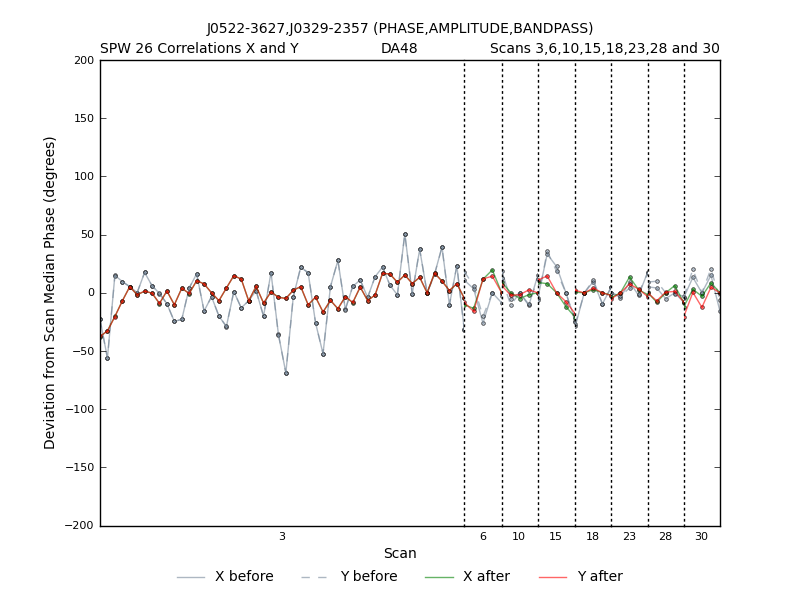 J0522-3627,J0329-2357 (PHASE,AMPLITUDE,BANDPASS)
SPW 26 Correlations X and Y DA48 Scans 3,6,10,15,18,23,28 and 30
200
150
100
50
0
−50
−100
−150
−200
Deviation from Scan Median Phase (degrees)
3 6 10 15 18 23 28 30
Scan
X before Y before X after Y after